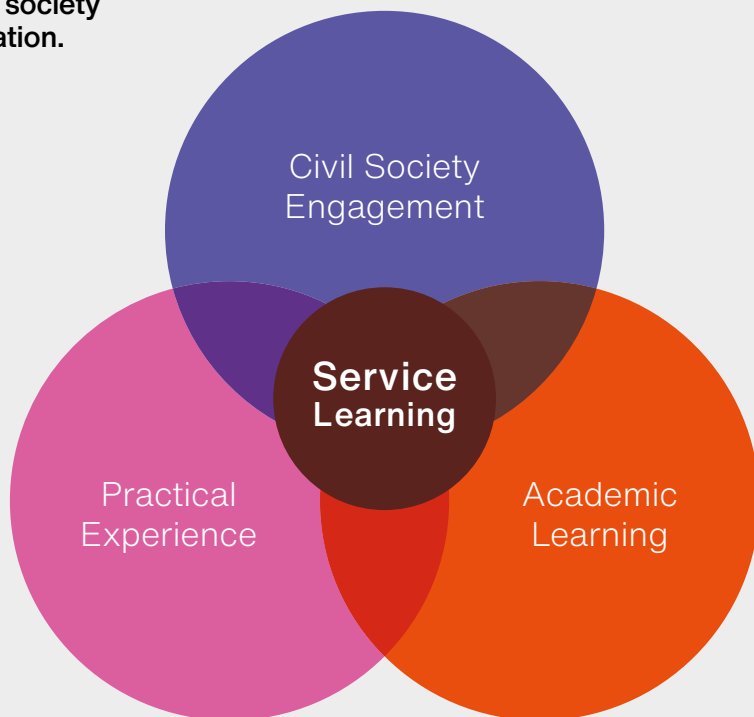 society
ation.
Civil Society
Engagement
Service
Learning
Practical
Experience
Academic
Learning